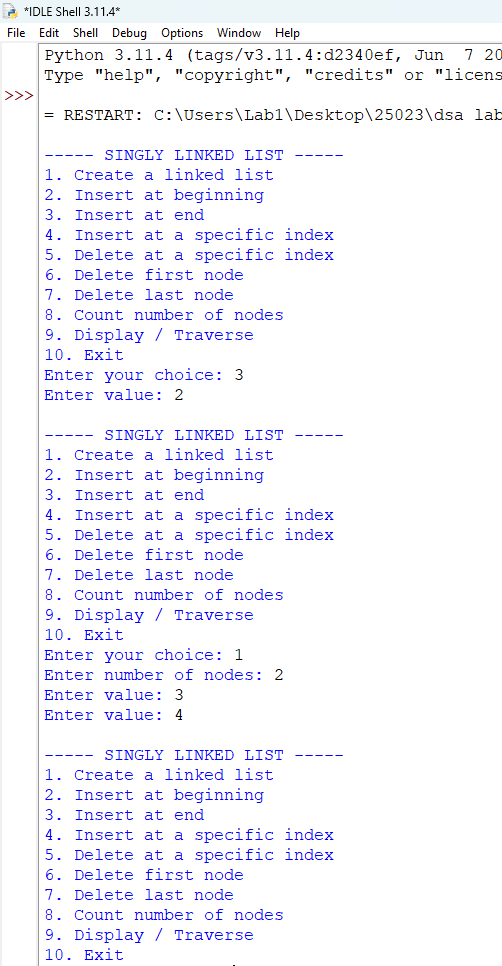 *IDLE Shell 3.11.4*
File Edit Shell Debug Options Window Help
Python 3.11.4 (tags/v3.11.4:d2340ef, Jun  7 20
Type "help", "copyright", "credits" or "licens
>>>
= RESTART: C:\Users\Lab1\Desktop\25023\dsa lab

----- SINGLY LINKED LIST -----
1. Create a linked list
2. Insert at beginning
3. Insert at end
4. Insert at a specific index
5. Delete at a specific index
6. Delete first node
7. Delete last node
8. Count number of nodes
9. Display / Traverse
10. Exit
Enter your choice: 3
Enter value: 2

----- SINGLY LINKED LIST -----
1. Create a linked list
2. Insert at beginning
3. Insert at end
4. Insert at a specific index
5. Delete at a specific index
6. Delete first node
7. Delete last node
8. Count number of nodes
9. Display / Traverse
10. Exit
Enter your choice: 1
Enter number of nodes: 2
Enter value: 3
Enter value: 4

----- SINGLY LINKED LIST -----
1. Create a linked list
2. Insert at beginning
3. Insert at end
4. Insert at a specific index
5. Delete at a specific index
6. Delete first node
7. Delete last node
8. Count number of nodes
9. Display / Traverse
10. Exit